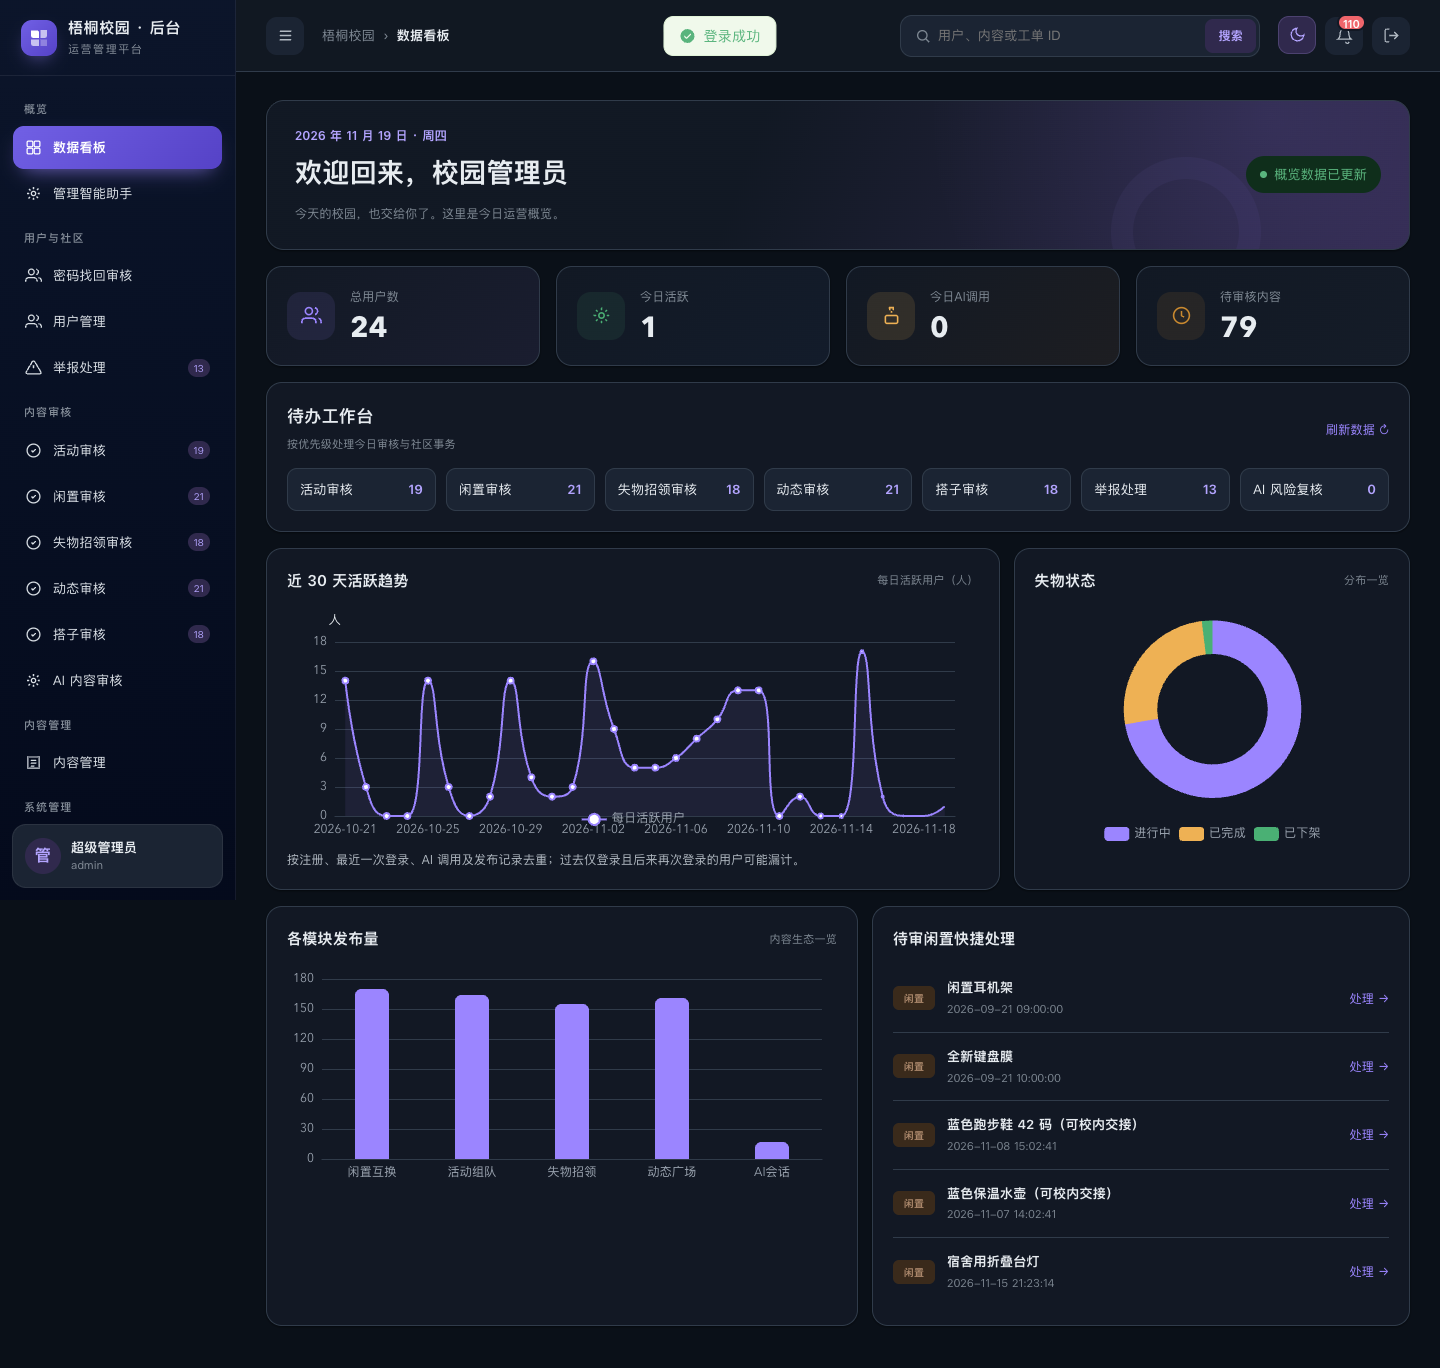 梧桐校园 · 后台
运营管理平台
概览
数据看板
管理智能助手
用户与社区
密码找回审核
用户管理
举报处理 13
内容审核
活动审核 19
闲置审核 21
失物招领审核 18
动态审核 21
搭子审核 18
AI 内容审核
内容管理
内容管理
系统管理
管
超级管理员
admin
梧桐校园 › 数据看板
登录成功
用户、内容或工单 ID
搜索
110
2026 年 11 月 19 日 · 周四
欢迎回来，校园管理员
今天的校园，也交给你了。这里是今日运营概览。
概览数据已更新
总用户数
24
今日活跃
1
今日AI调用
0
待审核内容
79
待办工作台
按优先级处理今日审核与社区事务
刷新数据 ↻
活动审核 19
闲置审核 21
失物招领审核 18
动态审核 21
搭子审核 18
举报处理 13
AI 风险复核 0
近 30 天活跃趋势
每日活跃用户（人）
人
18
15
12
9
6
3
0
2026-10-21 2026-10-25 2026-10-29 2026-11-02 2026-11-06 2026-11-10 2026-11-14 2026-11-18
每日活跃用户
按注册、最近一次登录、AI 调用及发布记录去重；过去仅登录且后来再次登录的用户可能漏计。
失物状态
分布一览
进行中 已完成 已下架
各模块发布量
内容生态一览
180
150
120
90
60
30
0
闲置互换 活动组队 失物招领 动态广场 AI会话
待审闲置快捷处理
闲置
闲置耳机架
2026-09-21 09:00:00
处理 →
闲置
全新键盘膜
2026-09-21 10:00:00
处理 →
闲置
蓝色跑步鞋 42 码（可校内交接）
2026-11-08 15:02:41
处理 →
闲置
蓝色保温水壶（可校内交接）
2026-11-07 14:02:41
处理 →
闲置
宿舍用折叠台灯
2026-11-15 21:23:14
处理 →